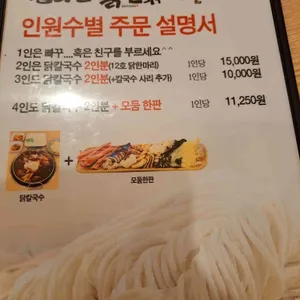 인원수별 주문 설명서
1인은 빠꾸....혹은 친구를 부르세요^^
2인은 닭칼국수 2인분(12호 닭한마리) 1인당 15,000원
3인드 닭칼국수 2인분(+칼국수 사리 추가) 1인당 10,000원
4인도 닭칼국수 2인분 + 모둠 한판 1인당 11,250원
+
닭칼국수 모둠한판